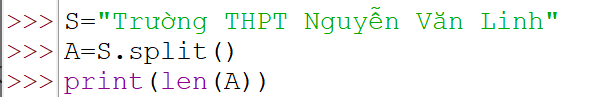 >>> S="Trường THPT Nguyễn Văn Linh"
>>> A=S.split()
>>> print(len(A))